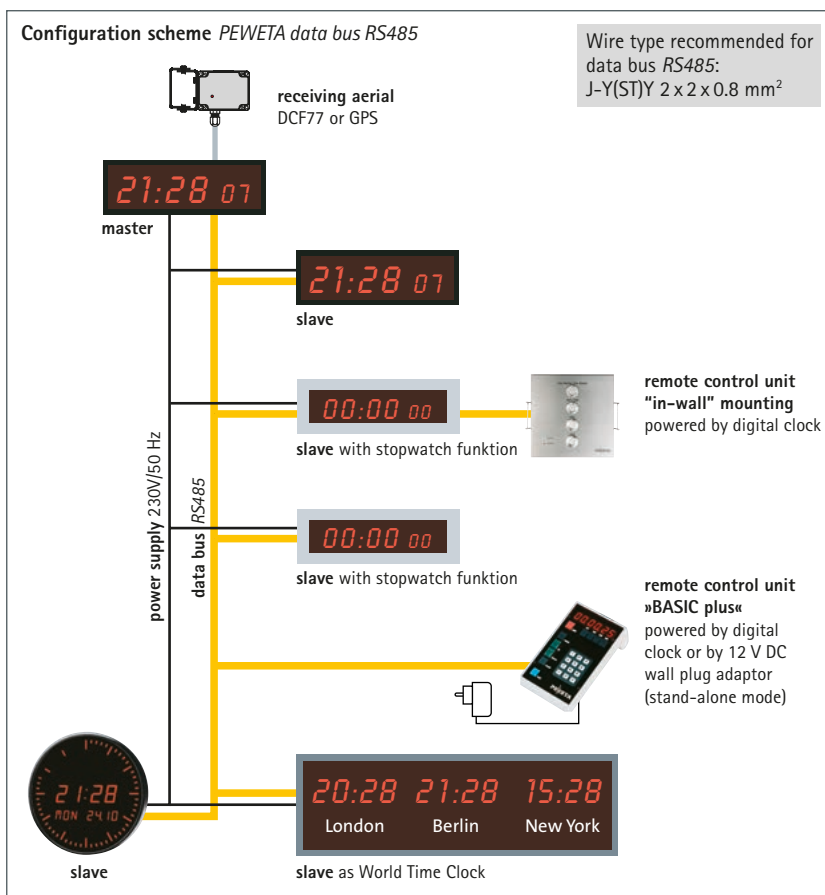 Configuration scheme PEWETA data bus RS485
Wire type recommended for
data bus RS485:
J-Y(ST)Y 2 x 2 x 0.8 mm²
receiving aerial
DCF77 or GPS
21:28 07
master
21:28 07
slave
00:00 00
slave with stopwatch funktion
remote control unit
“in-wall” mounting
powered by digital clock
power supply 230V/50 Hz
data bus RS485
00:00 00
slave with stopwatch funktion
remote control unit
»BASIC plus«
powered by digital
clock or by 12 V DC
wall plug adaptor
(stand-alone mode)
00:00:25
PEWETA
21:28
MON 24.10
slave
20:28 21:28 15:28
London Berlin New York
slave as World Time Clock